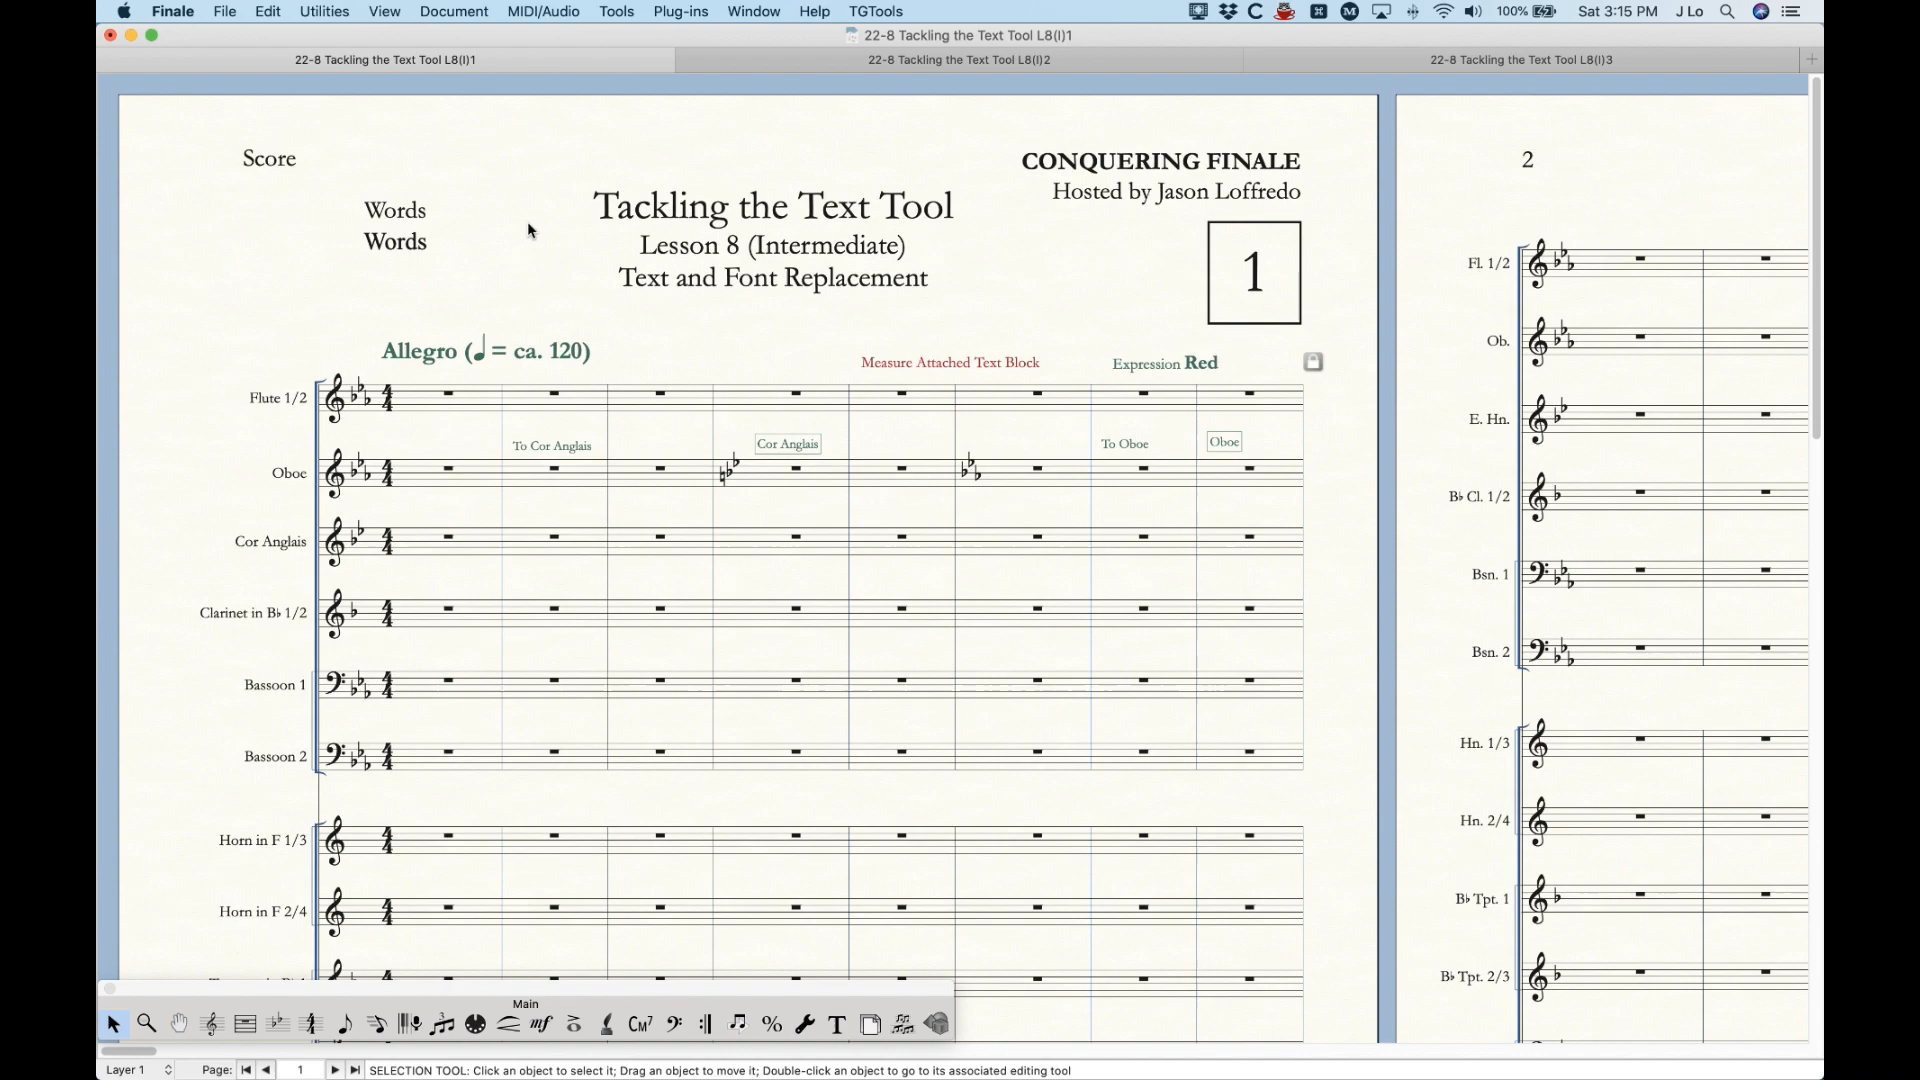 Finale File Edit Utilities View Document MIDI/Audio Tools Plug-ins Window Help TGTools 100% Sat 3:15 PM J Lo
22-8 Tackling the Text Tool L8(I)1
22-8 Tackling the Text Tool L8(I)1 22-8 Tackling the Text Tool L8(I)2 22-8 Tackling the Text Tool L8(I)3
Score
CONQUERING FINALE
Hosted by Jason Loffredo
Words
Words
Tackling the Text Tool
Lesson 8 (Intermediate)
Text and Font Replacement
1
Allegro (♩= ca. 120)
Measure Attached Text Block
Expression Red
Flute 1/2
To Cor Anglais
Cor Anglais
To Oboe
Oboe
Oboe
Cor Anglais
Clarinet in B♭ 1/2
Bassoon 1
Bassoon 2
Horn in F 1/3
Horn in F 2/4
2
Fl. 1/2
Ob.
E. Hn.
B♭ Cl. 1/2
Bsn. 1
Bsn. 2
Hn. 1/3
Hn. 2/4
B♭ Tpt. 1
B♭ Tpt. 2/3
Main
mf CM7 % T
Layer 1 Page: 1 SELECTION TOOL: Click an object to select it; Drag an object to move it; Double-click an object to go to its associated editing tool